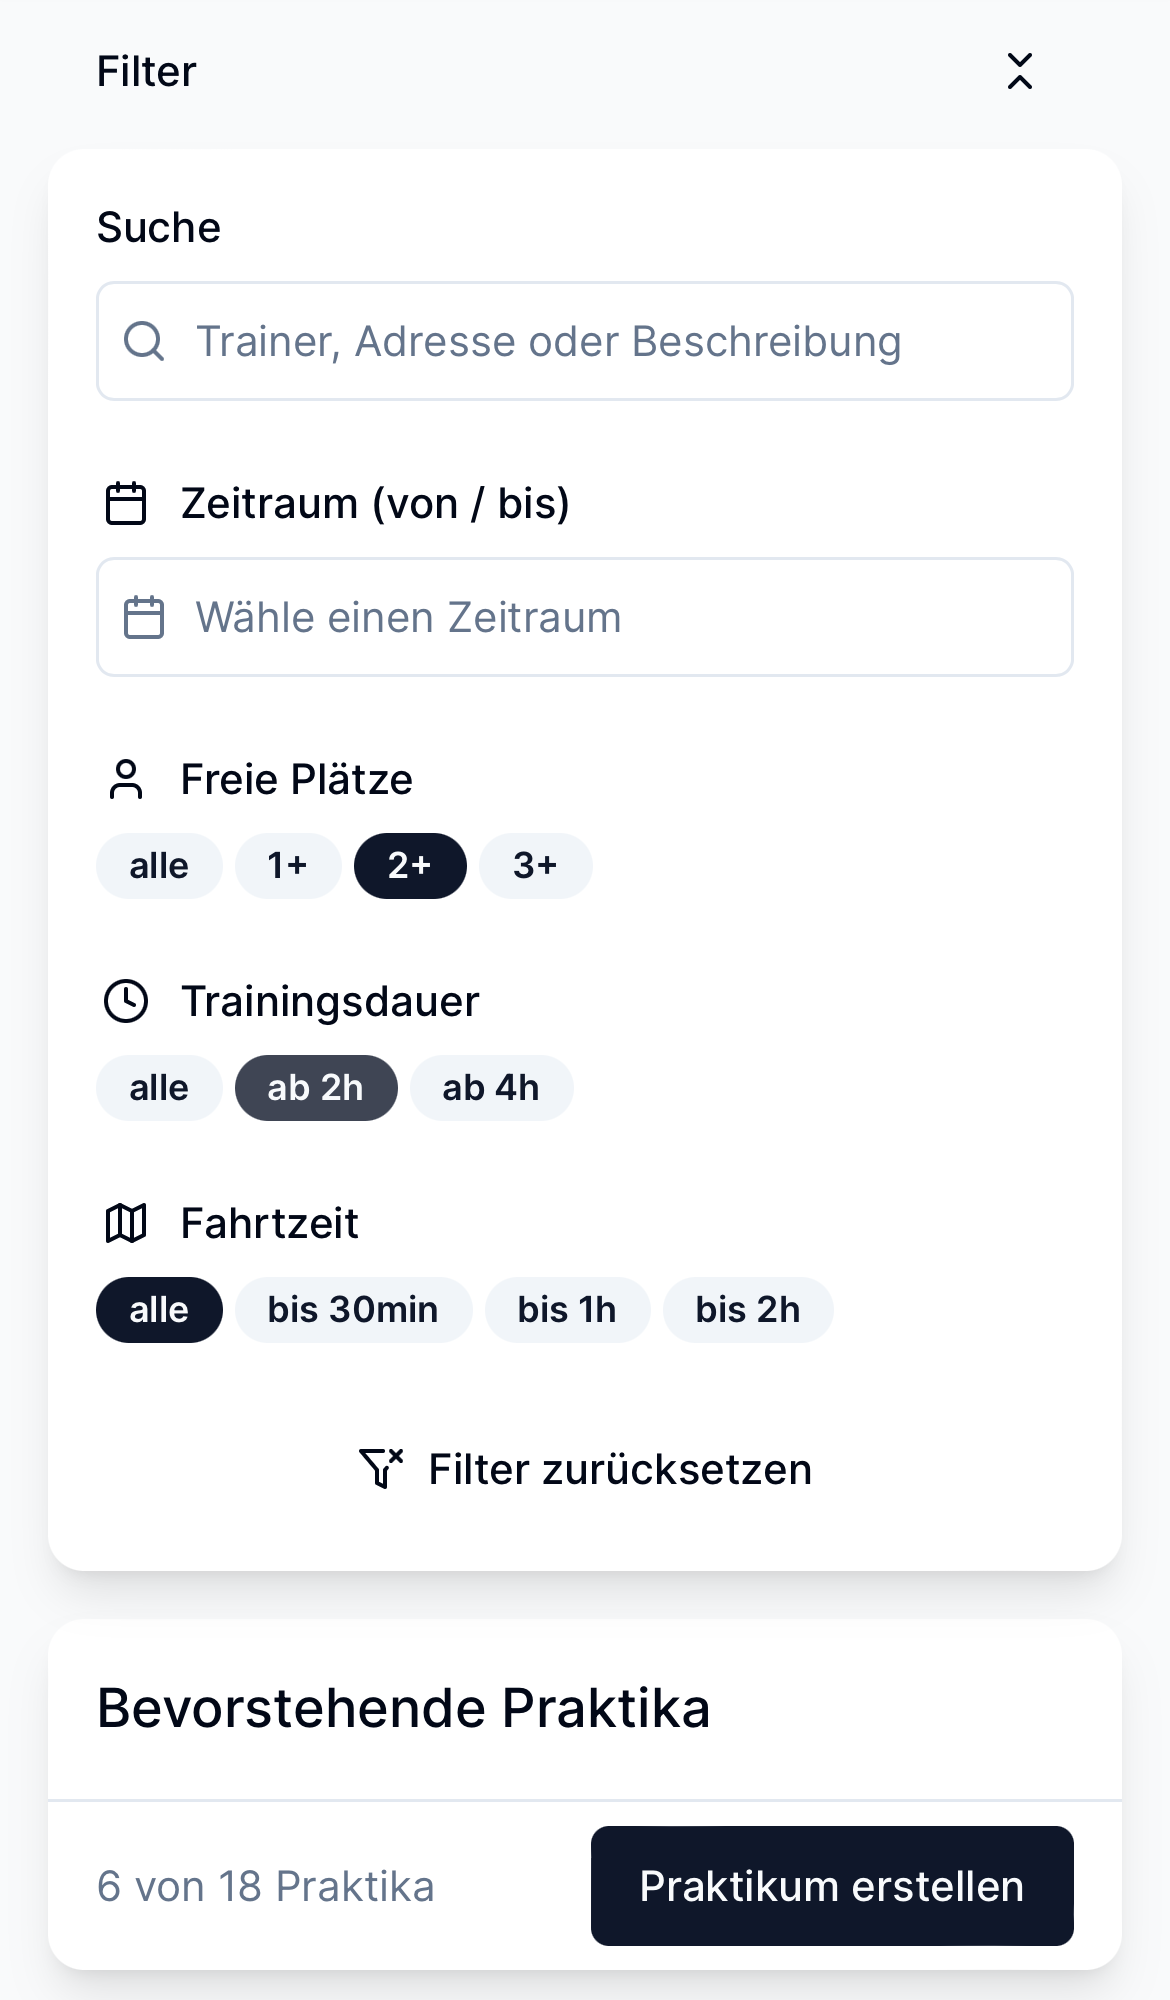 Filter
Suche
Trainer, Adresse oder Beschreibung
Zeitraum (von / bis)
Wähle einen Zeitraum
Freie Plätze
alle 1+ 2+ 3+
Trainingsdauer
alle ab 2h ab 4h
Fahrtzeit
alle bis 30min bis 1h bis 2h
Filter zurücksetzen
Bevorstehende Praktika
6 von 18 Praktika Praktikum erstellen